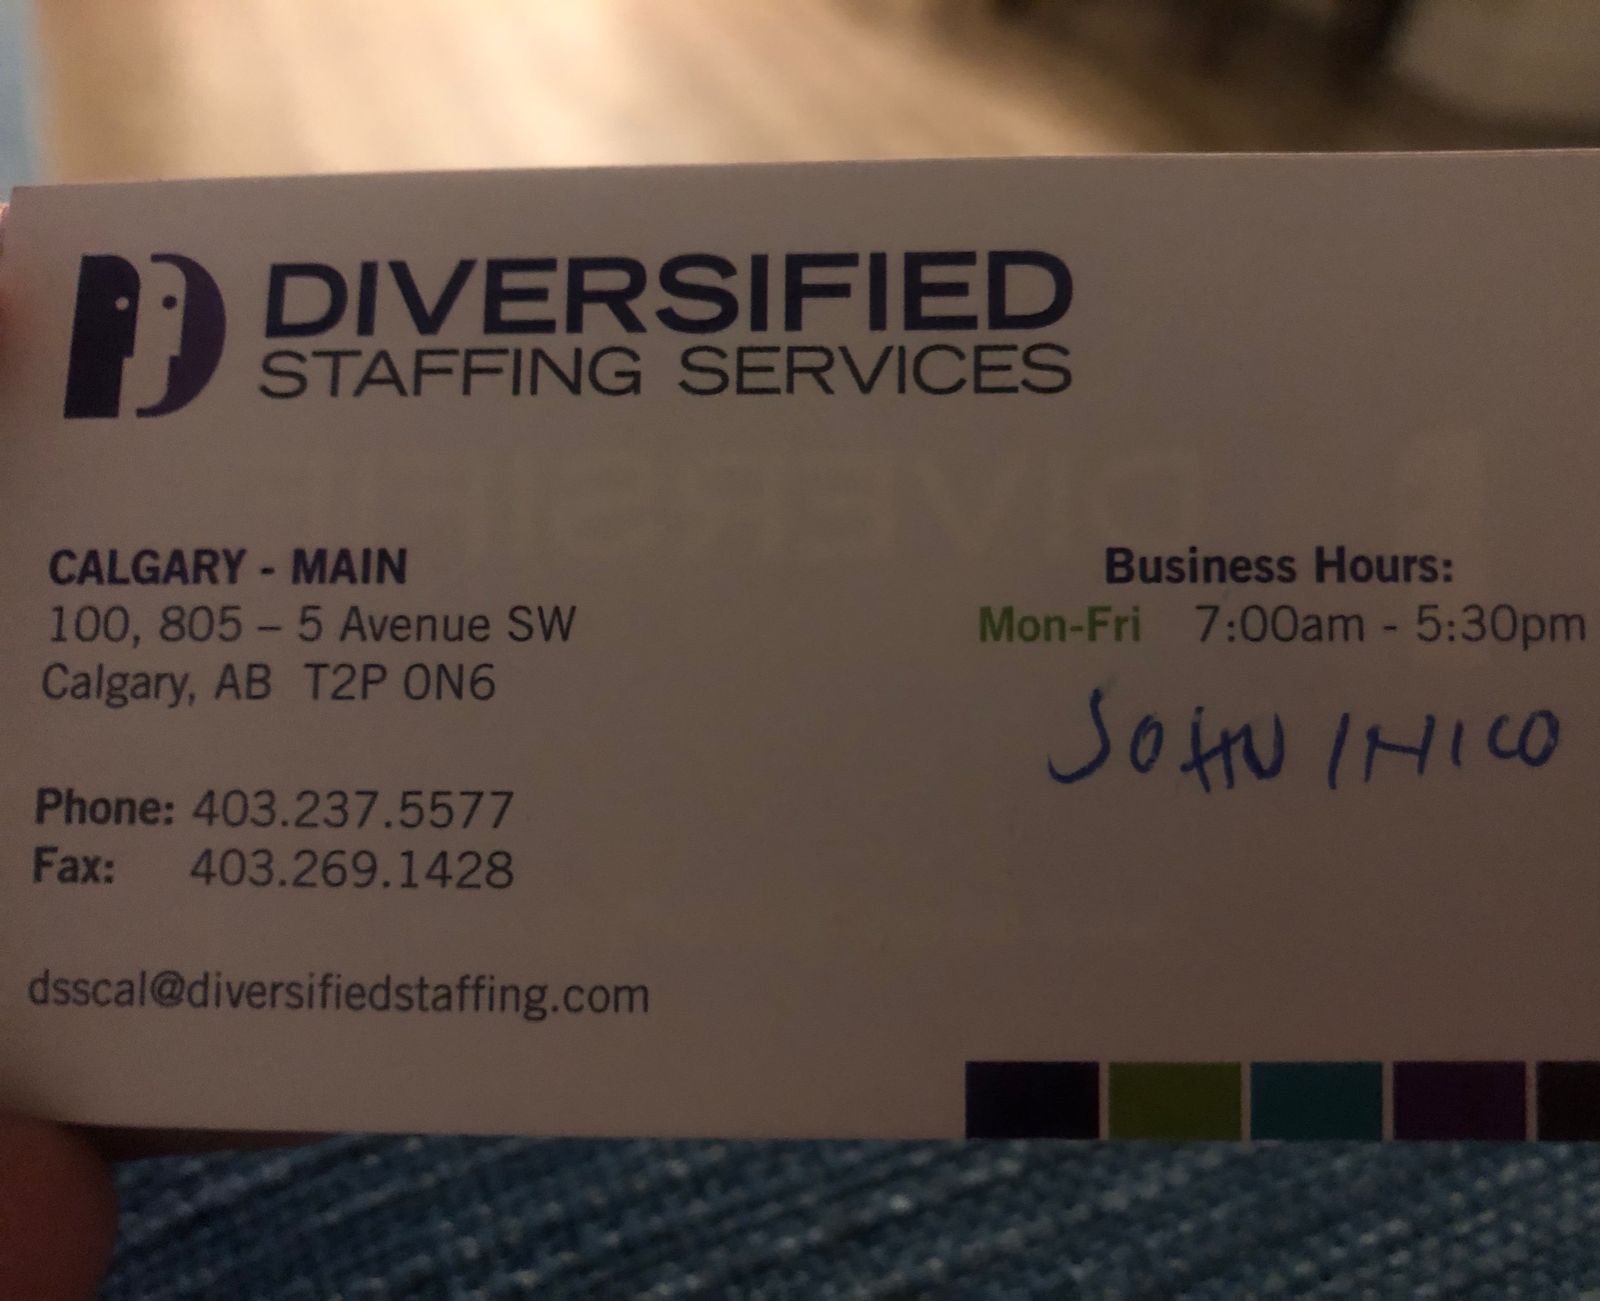 DIVERSIFIED
STAFFING SERVICES
CALGARY - MAIN
100, 805 – 5 Avenue SW
Calgary, AB T2P 0N6
Phone: 403.237.5577
Fax: 403.269.1428
dsscal@diversifiedstaffing.com
Business Hours:
Mon-Fri 7:00am - 5:30pm
JOHN